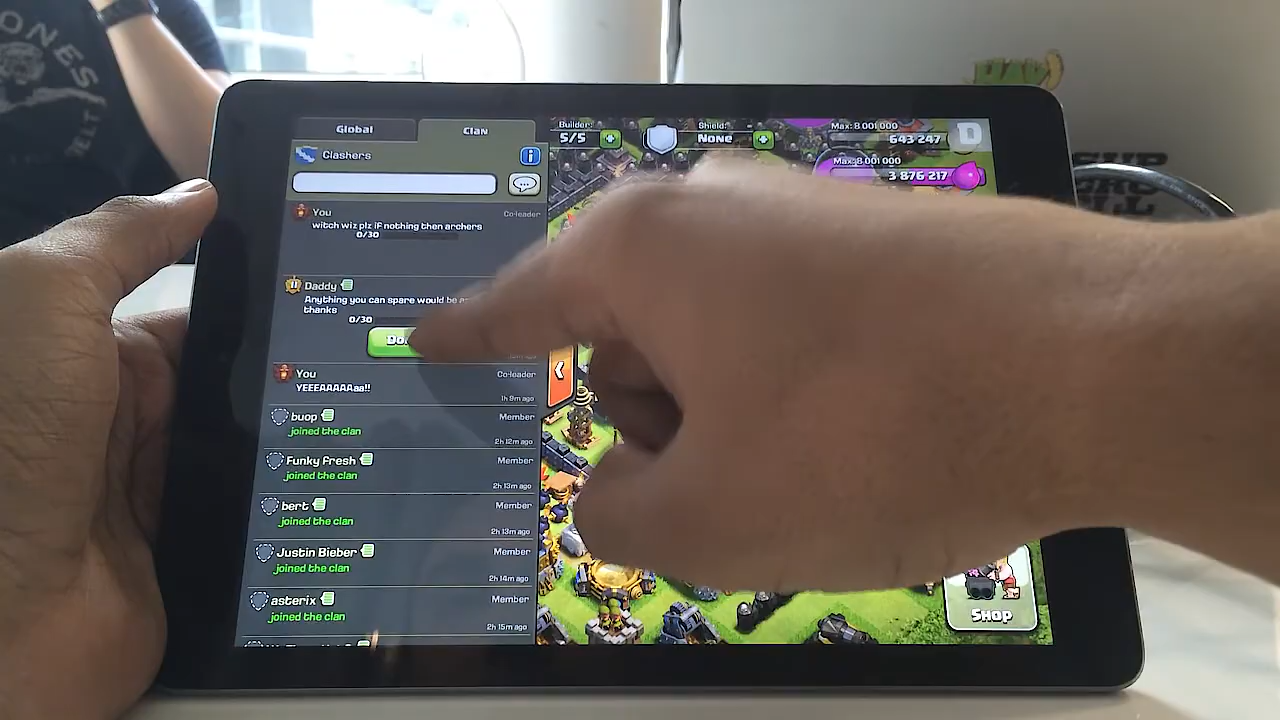 ONES
HAY
Global
Clan
Clashers
i
You
Co-leader
witch wiz plz if nothing then archers
0/30
Daddy
Anything you can spare would be
thanks
0/30
You
Co-leader
YEEEAAAAaa!!
1h 9m ago
buop
Member
joined the clan
2h 12m ago
Funky fresh
Member
joined the clan
2h 13m ago
bert
Member
joined the clan
2h 13m ago
Justin Bieber
Member
joined the clan
2h 14m ago
asterix
Member
joined the clan
2h 15m ago
Builder:
5/5
Shield:
None
Max: 8 001 000
643 247
D
Max: 8 001 000
3 876 217
Shop